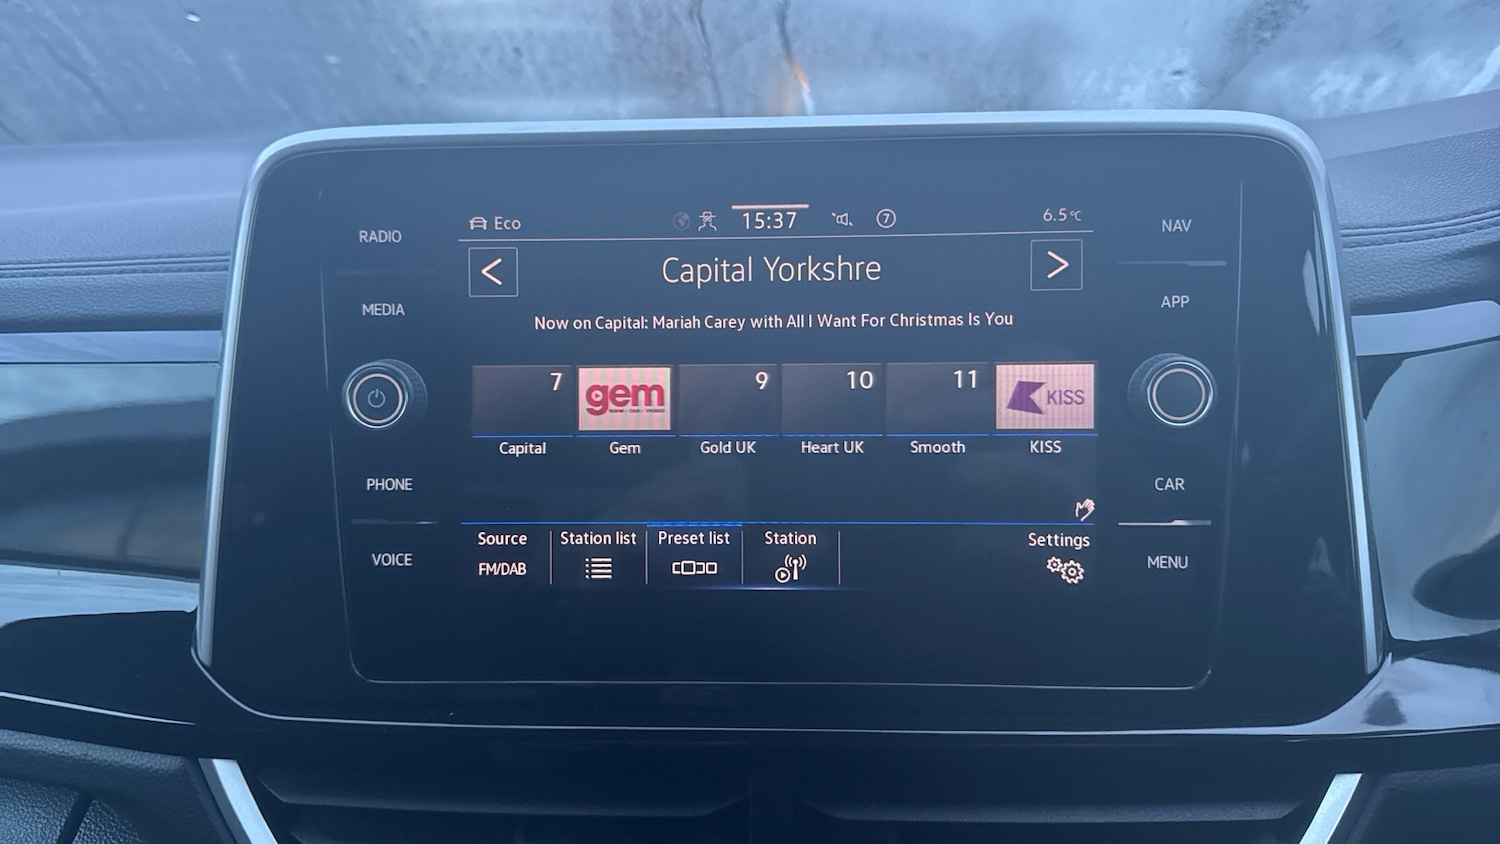 RADIO
MEDIA
PHONE
VOICE
Eco
15:37
7
6.5°C
<
Capital Yorkshre
>
Now on Capital: Mariah Carey with All I Want For Christmas Is You
7
gem
9
10
11
KISS
Capital
Gem
Gold UK
Heart UK
Smooth
KISS
Source
Station list
Preset list
Station
Settings
FM/DAB
NAV
APP
CAR
MENU